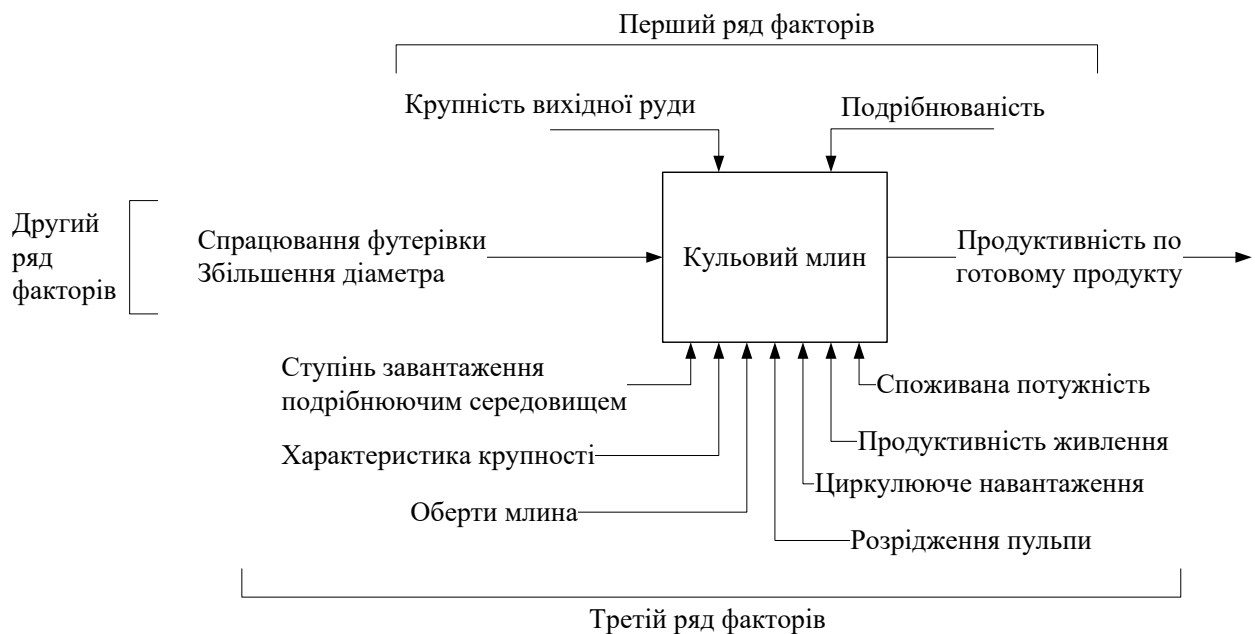 Перший ряд факторів
Крупність вихідної руди
Подрібнюваність
Другий
ряд
факторів
Спрацювання футерівки
Збільшення діаметра
Кульовий млин
Продуктивність по
готовому продукту
Ступінь завантаження
подрібнюючим середовищем
Споживана потужність
Характеристика крупності
Продуктивність живлення
Циркулююче навантаження
Оберти млина
Розрідження пульпи
Третій ряд факторів